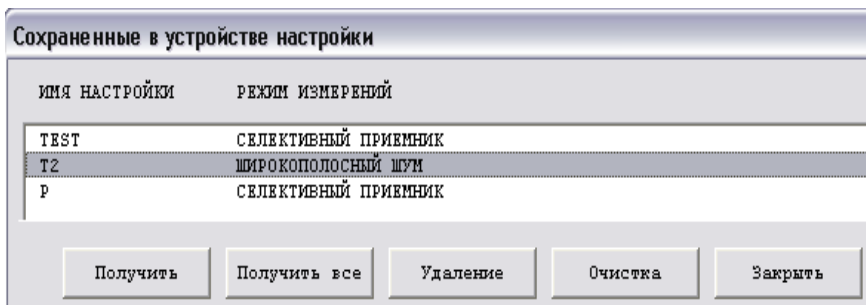 Сохраненные в устройстве настройки
ИМЯ НАСТРОЙКИ РЕЖИМ ИЗМЕРЕНИЙ
TEST СЕЛЕКТИВНЫЙ ПРИЕМНИК
T2 ШИРОКОПОЛОСНЫЙ ШУМ
P СЕЛЕКТИВНЫЙ ПРИЕМНИК
Получить Получить все Удаление Очистка Закрыть